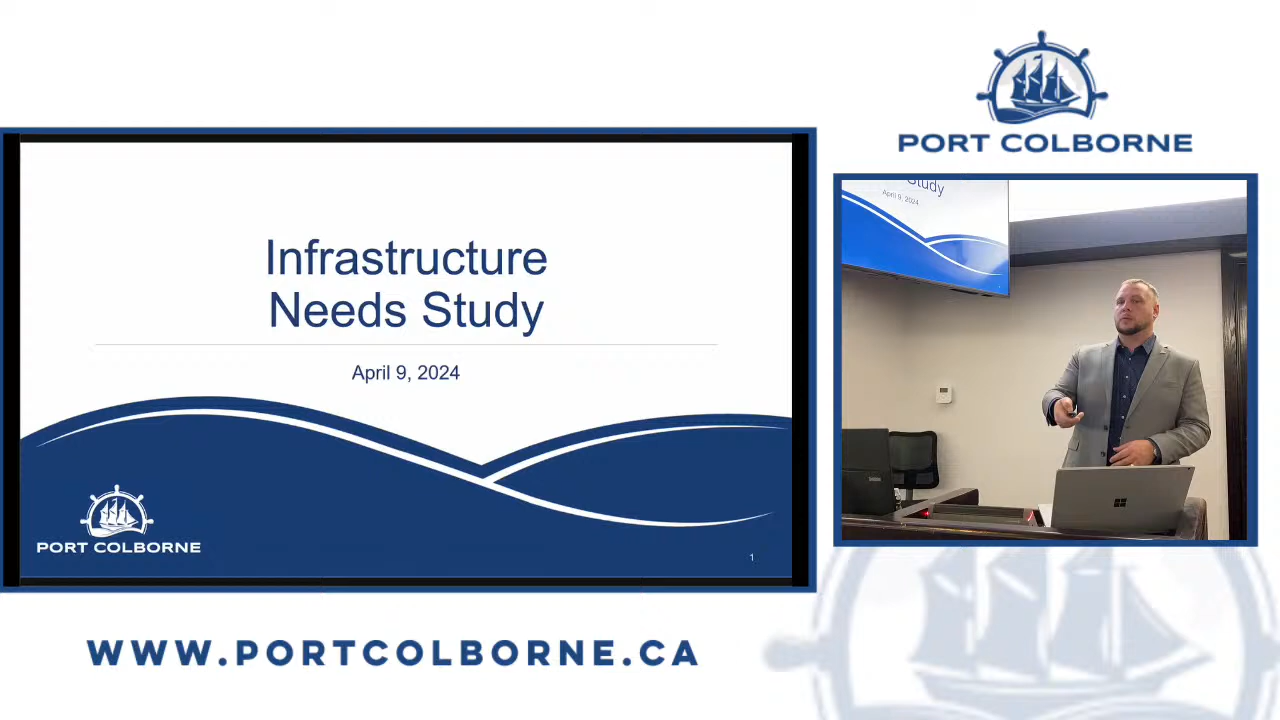 PORT COLBORNE
Infrastructure
Needs Study
April 9, 2024
PORT COLBORNE
1
Study
April 9, 2024
WWW.PORTCOLBORNE.CA